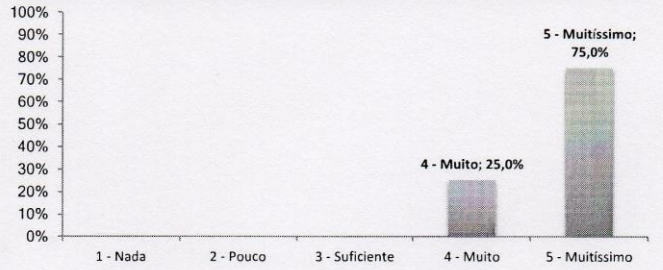 100%
90%
80%
70%
60%
50%
40%
30%
20%
10%
0%
5 - Muitíssimo;
75,0%
4 - Muito; 25,0%
1 - Nada
2 - Pouco
3 - Suficiente
4 - Muito
5 - Muitíssimo